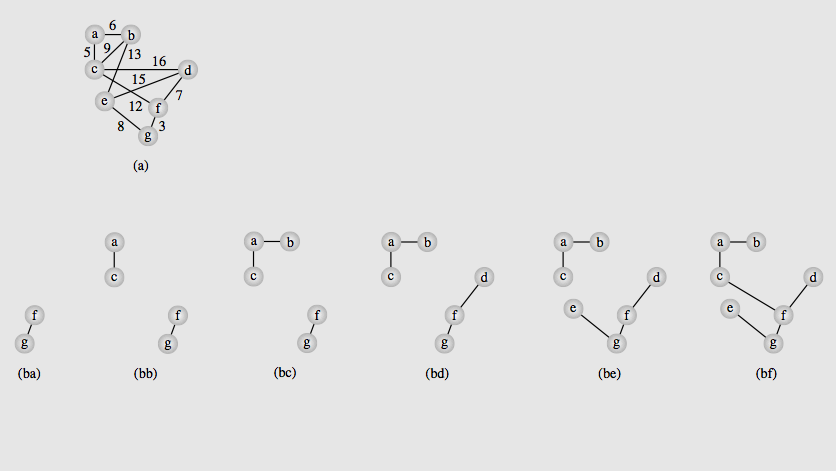 6
a b
5 9 13
16
c d
15
7
e 12 f
8 3
g
(a)
a a b a b a b a b
c c c d c d c d
e e
f f f f f f
g g g g g g
(ba) (bb) (bc) (bd) (be) (bf)